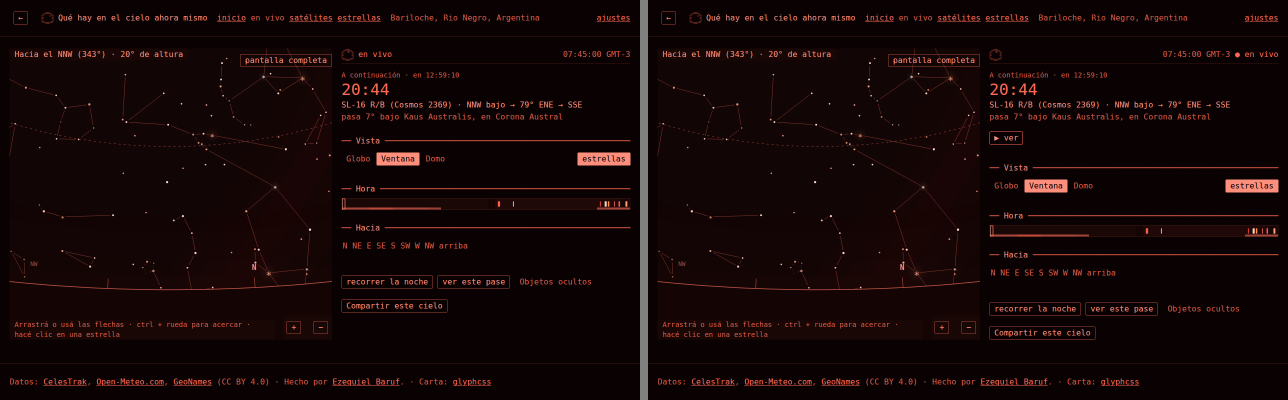 ← Qué hay en el cielo ahora mismo inicio en vivo satélites estrellas Bariloche, Río Negro, Argentina ajustes
Hacia el NNW (343°) · 20° de altura
pantalla completa
NW
N
Arrastrá o usá las flechas · ctrl + rueda para acercar ·
hacé clic en una estrella
+ −
en vivo 07:45:00 GMT-3
A continuación · en 12:59:10
20:44
SL-16 R/B (Cosmos 2369) · NNW bajo → 79° ENE → SSE
pasa 7° bajo Kaus Australis, en Corona Austral
Vista
Globo Ventana Domo estrellas
Hora
Hacia
N NE E SE S SW W NW arriba
recorrer la noche ver este pase Objetos ocultos
Compartir este cielo
Datos: CelesTrak, Open-Meteo.com, GeoNames (CC BY 4.0) · Hecho por Ezequiel Baruf. · Carta: glyphcss
← Qué hay en el cielo ahora mismo inicio en vivo satélites estrellas Bariloche, Río Negro, Argentina ajustes
Hacia el NNW (343°) · 20° de altura
pantalla completa
NW
N
Arrastrá o usá las flechas · ctrl + rueda para acercar ·
hacé clic en una estrella
+ −
07:45:00 GMT-3 ● en vivo
A continuación · en 12:59:10
20:44
SL-16 R/B (Cosmos 2369) · NNW bajo → 79° ENE → SSE
pasa 7° bajo Kaus Australis, en Corona Austral
▶ ver
Vista
Globo Ventana Domo estrellas
Hora
Hacia
N NE E SE S SW W NW arriba
recorrer la noche ver este pase Objetos ocultos
Compartir este cielo
Datos: CelesTrak, Open-Meteo.com, GeoNames (CC BY 4.0) · Hecho por Ezequiel Baruf. · Carta: glyphcss